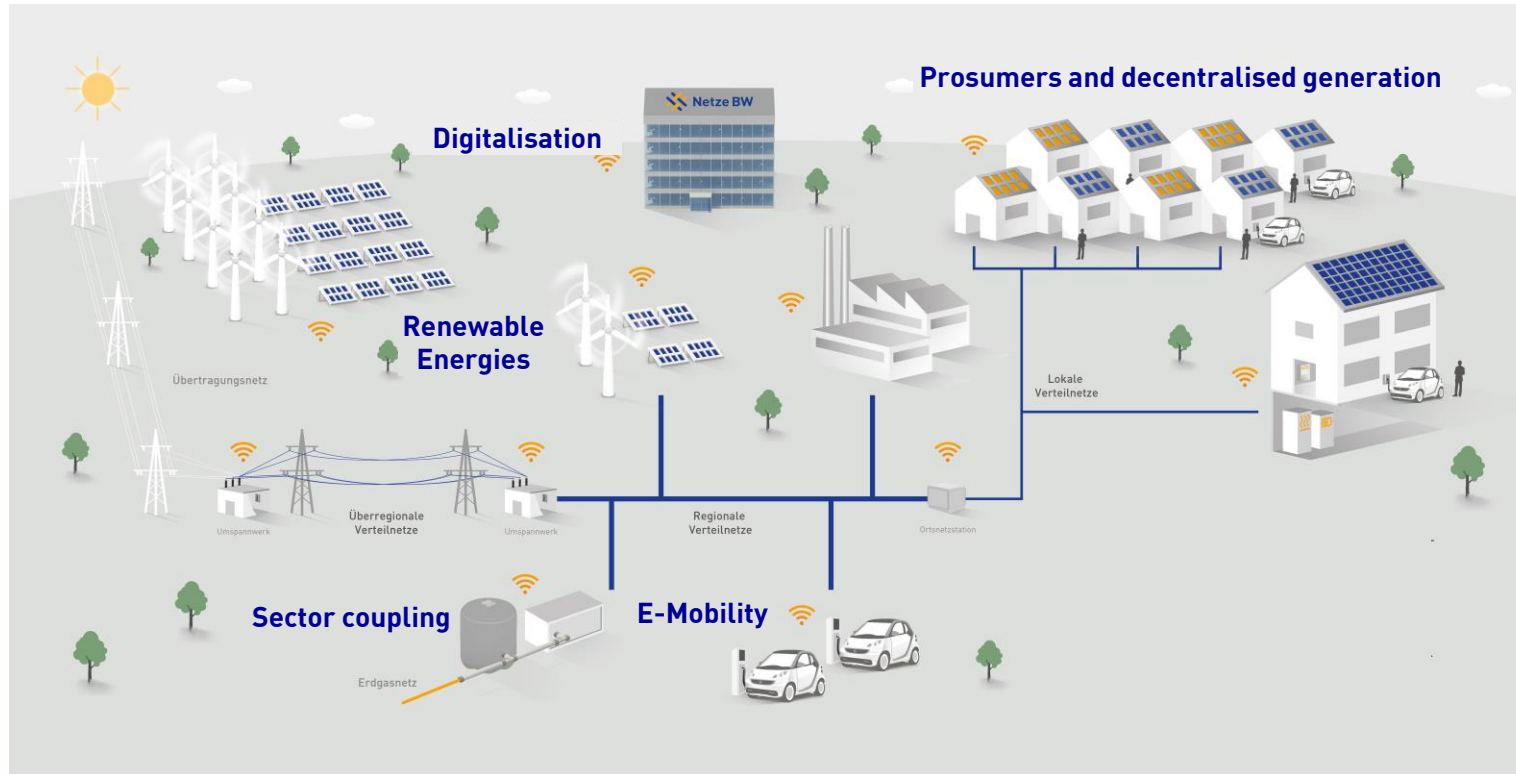 Prosumers and decentralised generation
Netze BW
Digitalisation
Renewable
Energies
Übertragungsnetz
Lokale
Verteilnetze
Umspannwerk
Überregionale
Verteilnetze
Umspannwerk
Regionale
Verteilnetze
Ortsnetzstation
Sector coupling
E-Mobility
Erdgasnetz